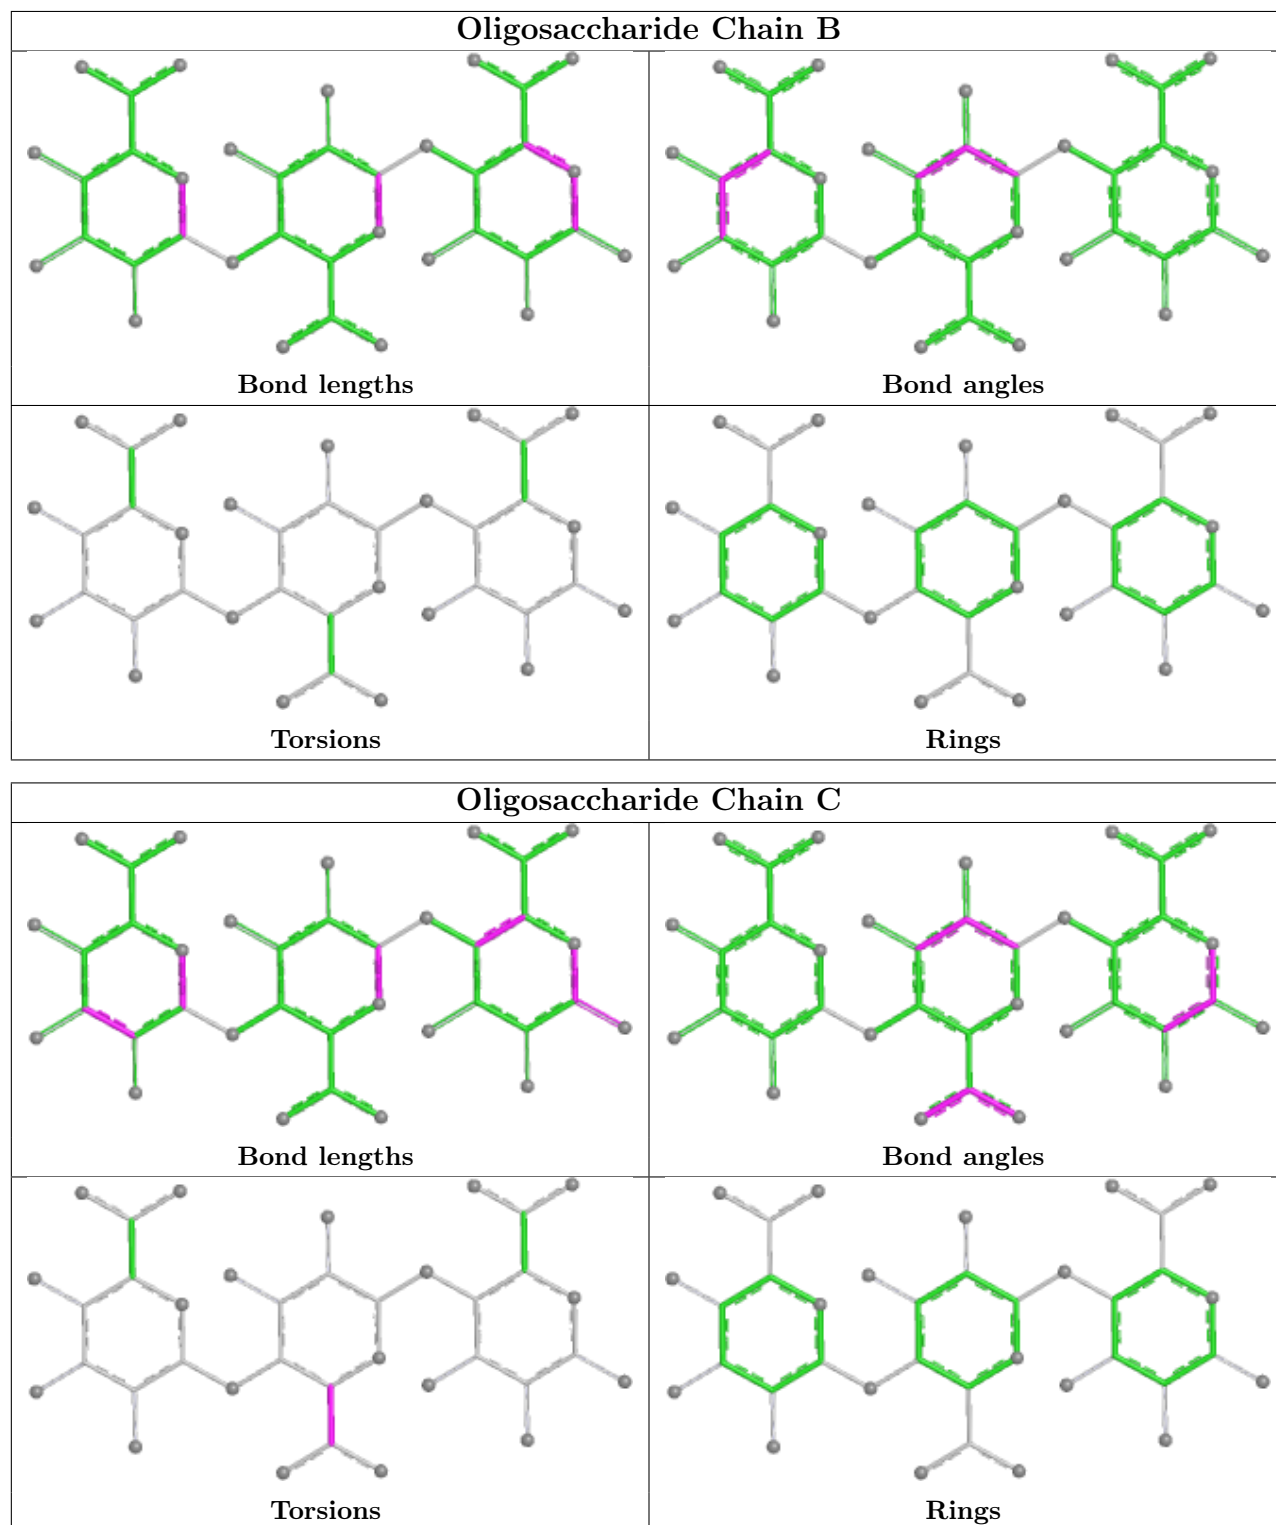 Oligosaccharide Chain B
Bond lengths
Bond angles
Torsions
Rings
Oligosaccharide Chain C
Bond lengths
Bond angles
Torsions
Rings